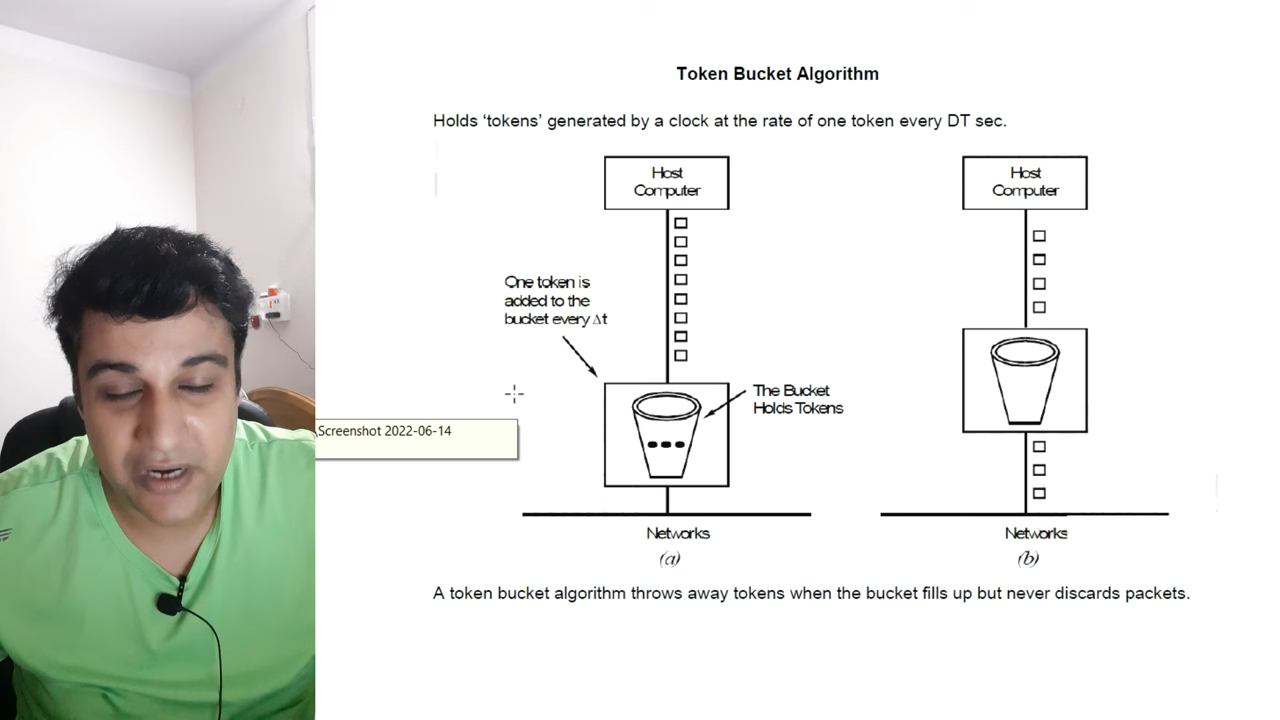 Token Bucket Algorithm
Holds ‘tokens’ generated by a clock at the rate of one token every DT sec.
Host
Computer
Host
Computer
One token is
added to the
bucket every Δt
The Bucket
Holds Tokens
Screenshot 2022-06-14
Networks
(a)
Networks
(b)
A token bucket algorithm throws away tokens when the bucket fills up but never discards packets.